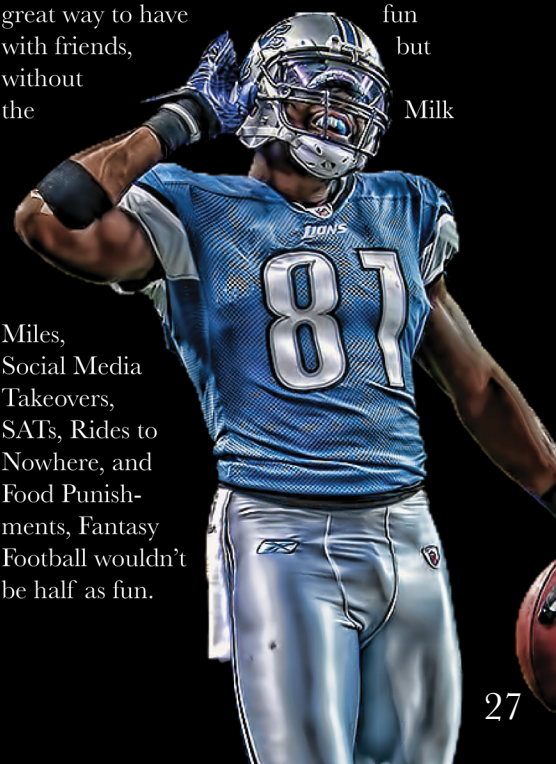 great way to have fun
with friends, but
without
the Milk
LIONS
81
Miles,
Social Media
Takeovers,
SATs, Rides to
Nowhere, and
Food Punish-
ments, Fantasy
Football wouldn't
be half as fun.
27